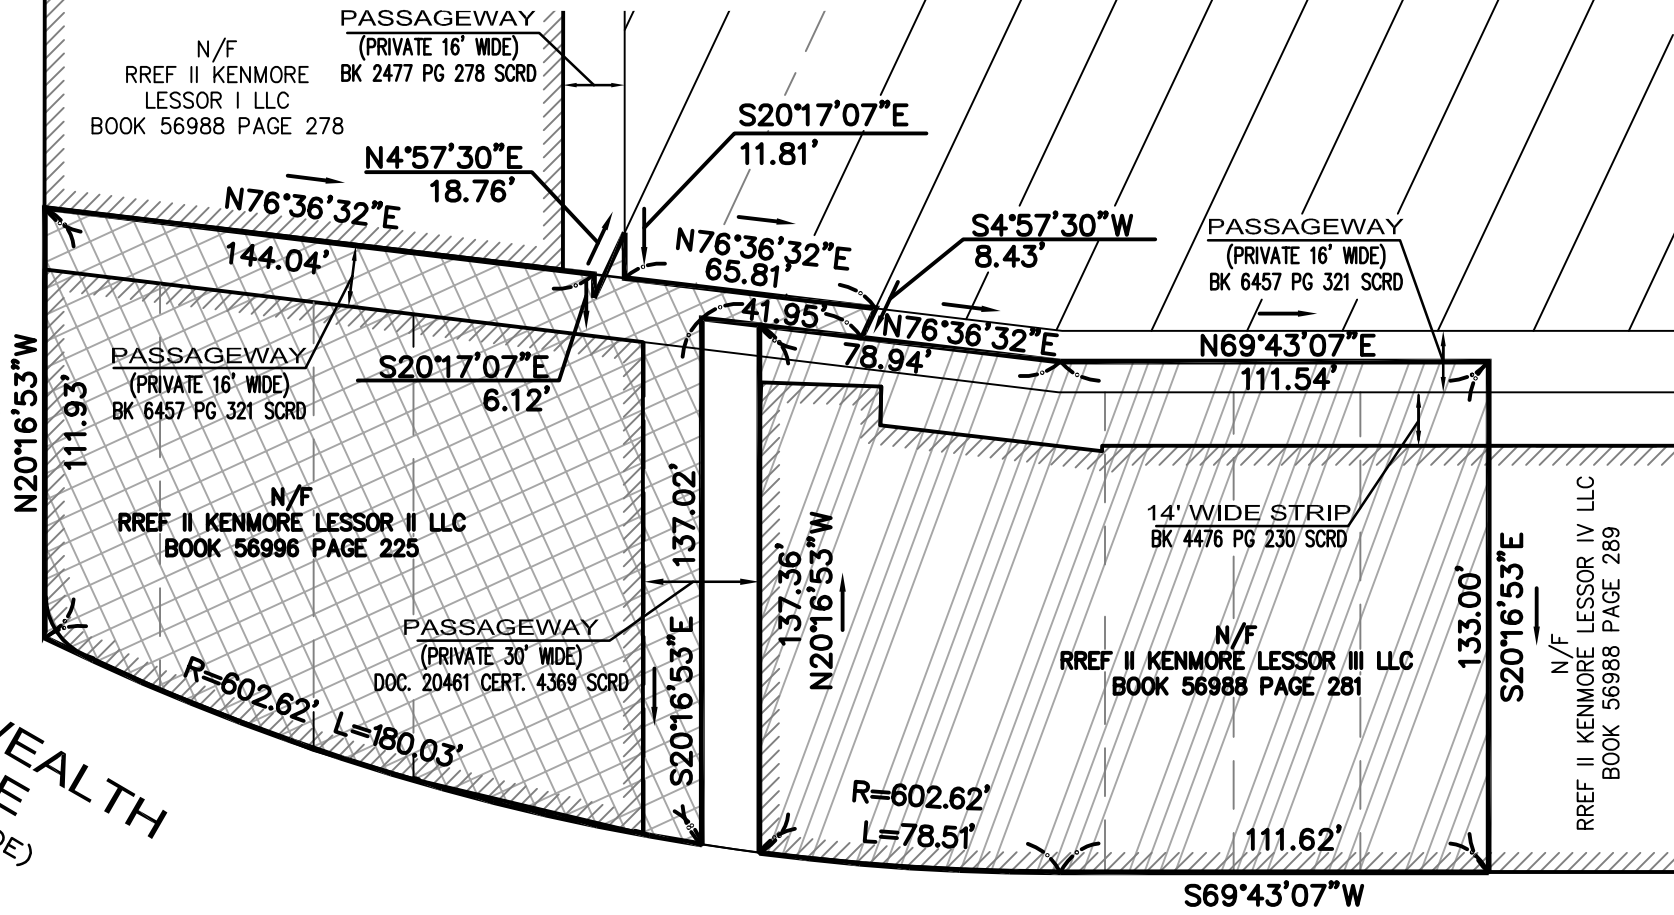 PASSAGEWAY
(PRIVATE 16' WIDE)
BK 2477 PG 278 SCRD
N/F
RREF II KENMORE
LESSOR I LLC
BOOK 56988 PAGE 278
S20°17'07"E
11.81'
N4°57'30"E
18.76'
N76°36'32"E
144.04'
N76°36'32"E
65.81'
S4°57'30"W
8.43'
PASSAGEWAY
(PRIVATE 16' WIDE)
BK 6457 PG 321 SCRD
41.95'
N76°36'32"E
78.94'
N69°43'07"E
111.54'
PASSAGEWAY
(PRIVATE 16' WIDE)
BK 6457 PG 321 SCRD
S20°17'07"E
6.12'
N20°16'53"W
111.93'
N/F
RREF II KENMORE LESSOR II LLC
BOOK 56996 PAGE 225
137.02'
S20°16'53"E
137.36'
N20°16'53"W
14' WIDE STRIP
BK 4476 PG 230 SCRD
PASSAGEWAY
(PRIVATE 30' WIDE)
DOC. 20461 CERT. 4369 SCRD
N/F
RREF II KENMORE LESSOR III LLC
BOOK 56988 PAGE 281
133.00'
S20°16'53"E
N/F
RREF II KENMORE LESSOR IV LLC
BOOK 56988 PAGE 289
R=602.62'
L=180.03'
R=602.62'
L=78.51'
111.62'
S69°43'07"W
EALTH
E
DE)